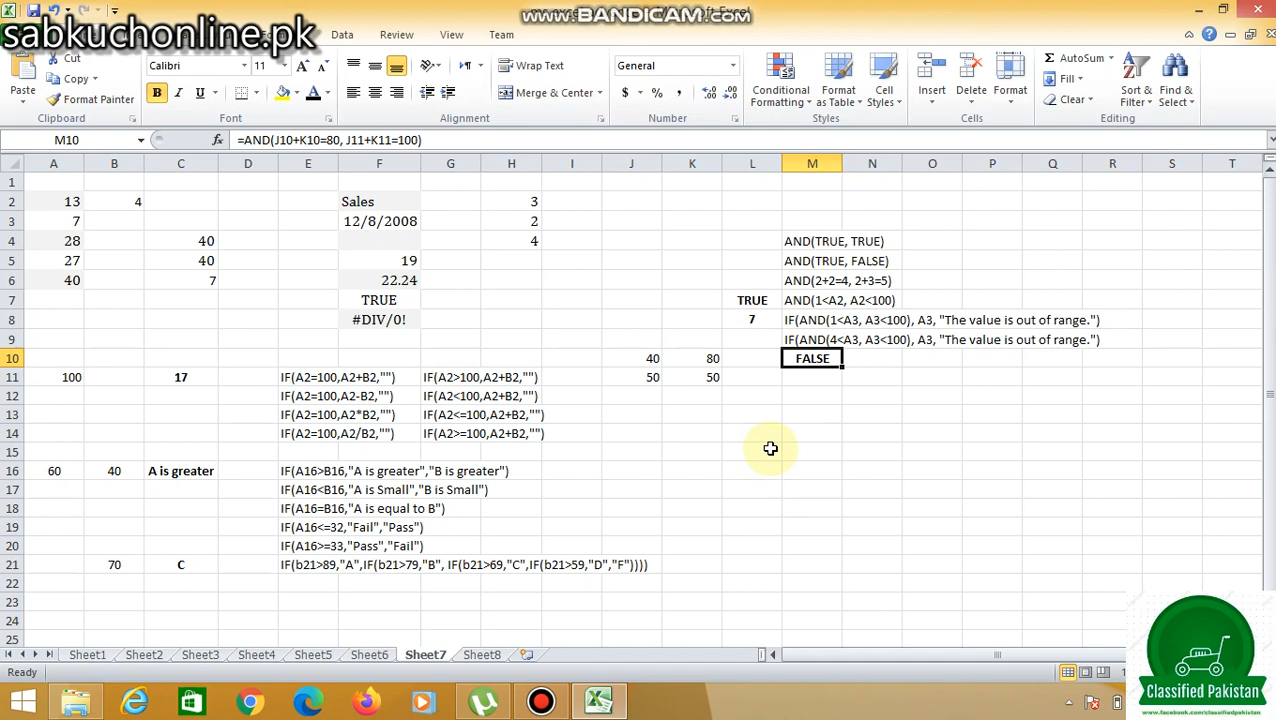 www.BANDICAM.com
Excel
sabkuchonline.pk
Data Review View Team
Cut
Copy
Paste
Format Painter
Calibri 11
B I U A
Wrap Text
Merge & Center
General
$ % ,
Conditional Formatting
Format as Table
Cell Styles
Insert Delete Format
AutoSum
Fill
Clear
Sort & Filter
Find & Select
Clipboard Font Alignment Number Styles Cells Editing
M10 fx =AND(J10+K10=80, J11+K11=100)
A B C D E F G H I J K L M N O P Q R S T
1
2 13 4 Sales 3
3 7 12/8/2008 2
4 28 40 4 AND(TRUE, TRUE)
5 27 40 19 AND(TRUE, FALSE)
6 40 7 22.24 AND(2+2=4, 2+3=5)
7 TRUE TRUE AND(1<A2, A2<100)
8 #DIV/0! 7 IF(AND(1<A3, A3<100), A3, "The value is out of range.")
9 IF(AND(4<A3, A3<100), A3, "The value is out of range.")
10 40 80 FALSE
11 100 17 IF(A2=100,A2+B2,"") IF(A2>100,A2+B2,"") 50 50
12 IF(A2=100,A2-B2,"") IF(A2<100,A2+B2,"")
13 IF(A2=100,A2*B2,"") IF(A2<=100,A2+B2,"")
14 IF(A2=100,A2/B2,"") IF(A2>=100,A2+B2,"")
15
16 60 40 A is greater IF(A16>B16,"A is greater","B is greater")
17 IF(A16<B16,"A is Small","B is Small")
18 IF(A16=B16,"A is equal to B")
19 IF(A16<=32,"Fail","Pass")
20 IF(A16>=33,"Pass","Fail")
21 70 C IF(b21>89,"A",IF(b21>79,"B", IF(b21>69,"C",IF(b21>59,"D","F"))))
22
23
24
25
Sheet1 Sheet2 Sheet3 Sheet4 Sheet5 Sheet6 Sheet7 Sheet8
Ready
Classified Pakistan
www.facebook.com/classifiedpakistan